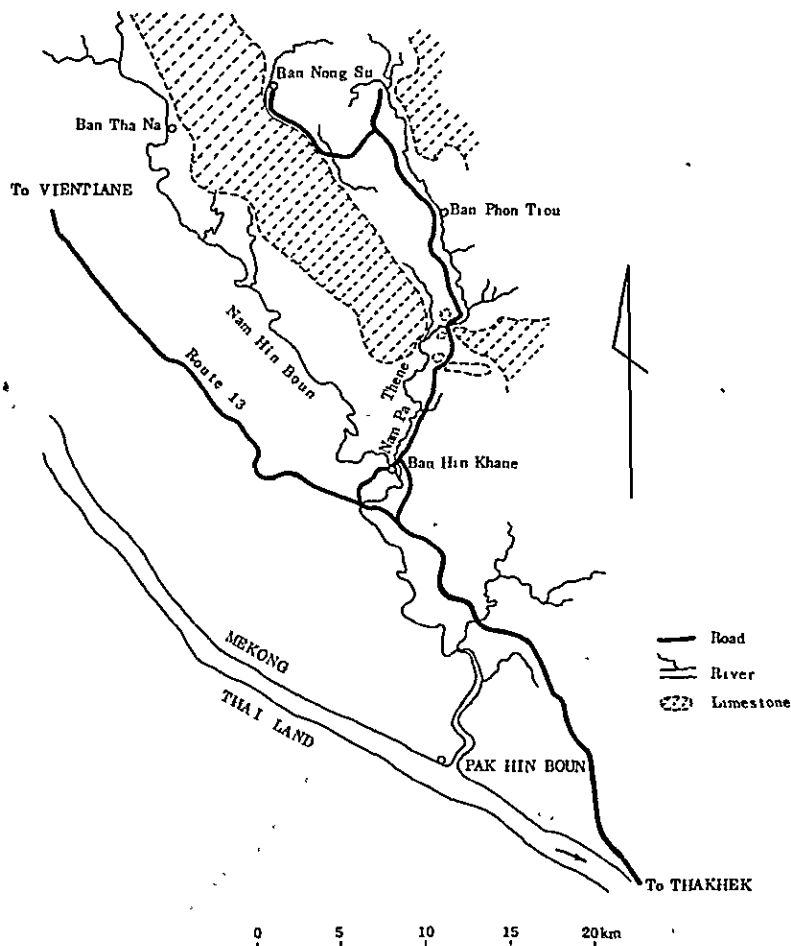 Ban Nong Su
Ban Tha Na
To VIENTIANE
Ban Phon Tiou
Nam Hin Boun
Route 13
Thene
Nan Pa
Ban Hin Khane
MEKONG
THAI LAND
Road
River
Limestone
PAK HIN BOUN
To THAKHEK
0 5 10 15 20km